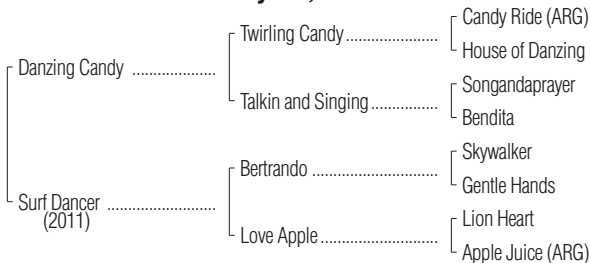 Candy Ride (ARG)
Twirling Candy....................
House of Danzing
Danzing Candy ..................
Songandaprayer
Talkin and Singing..............
Bendita
Skywalker
Bertrando ..........................
Gentle Hands
Surf Dancer .......................
(2011)
Lion Heart
Love Apple.........................
Apple Juice (ARG)